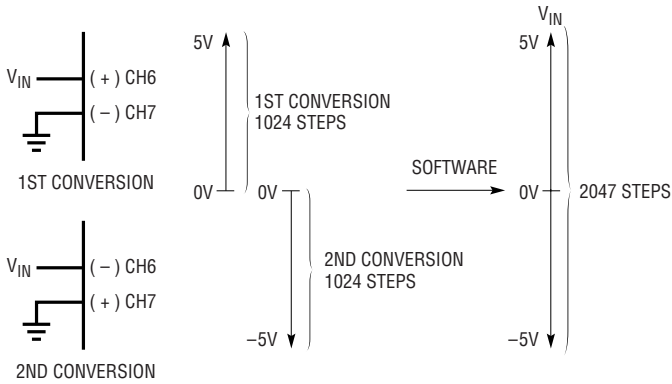 V_IN
( + ) CH6
( – ) CH7
1ST CONVERSION
V_IN
( – ) CH6
( + ) CH7
2ND CONVERSION
5V
1ST CONVERSION
1024 STEPS
0V
0V
2ND CONVERSION
1024 STEPS
–5V
SOFTWARE
V_IN
5V
0V
2047 STEPS
–5V